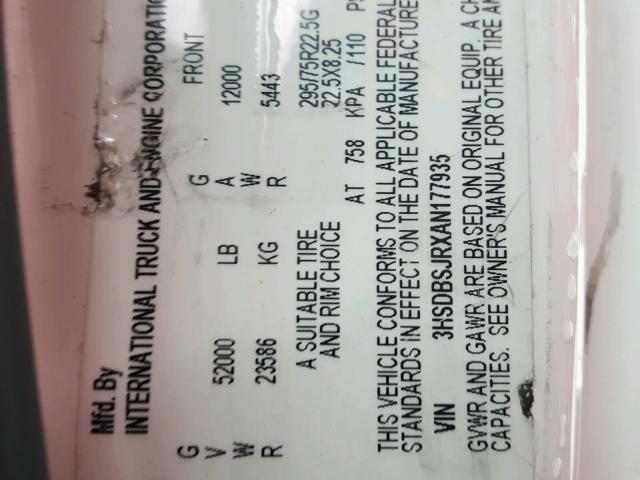 Mfd. By
INTERNATIONAL TRUCK AND ENGINE CORPORATIO
G G FRONT
V 52000 LB A 12000
W 23586 KG W 5443
R R
A SUITABLE TIRE 295/75R22.5G
AND RIM CHOICE 22.5X8.25
AT 758 KPA /110 PS
THIS VEHICLE CONFORMS TO ALL APPLICABLE FEDERAL
STANDARDS IN EFFECT ON THE DATE OF MANUFACTURE
VIN 3HSDBSJRXAN177935
GVWR AND GAWR ARE BASED ON ORIGINAL EQUIP. A CH
CAPACITIES. SEE OWNER'S MANUAL FOR OTHER TIRE AN